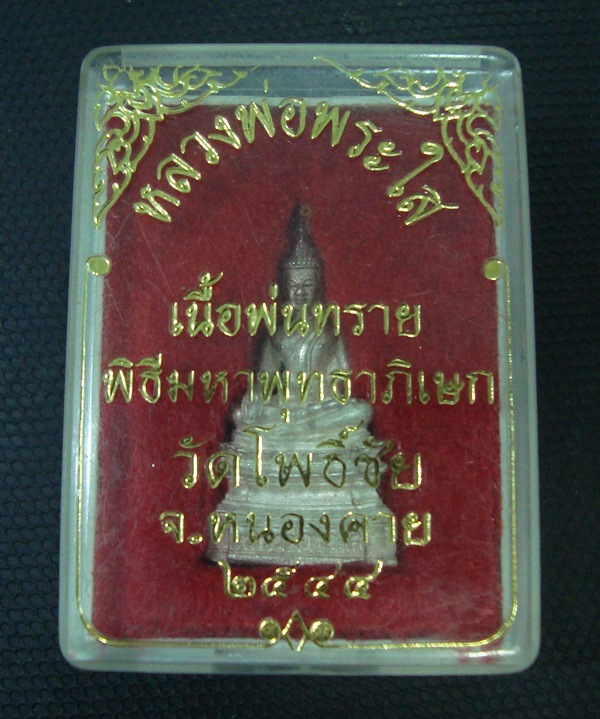 หลวงพ่อพระใส
เนื้อพ่นทราย
พิธีมหาพุทธาภิเษก
วัดโพธิ์ชัย
จ.หนองคาย
๒๕๔๔